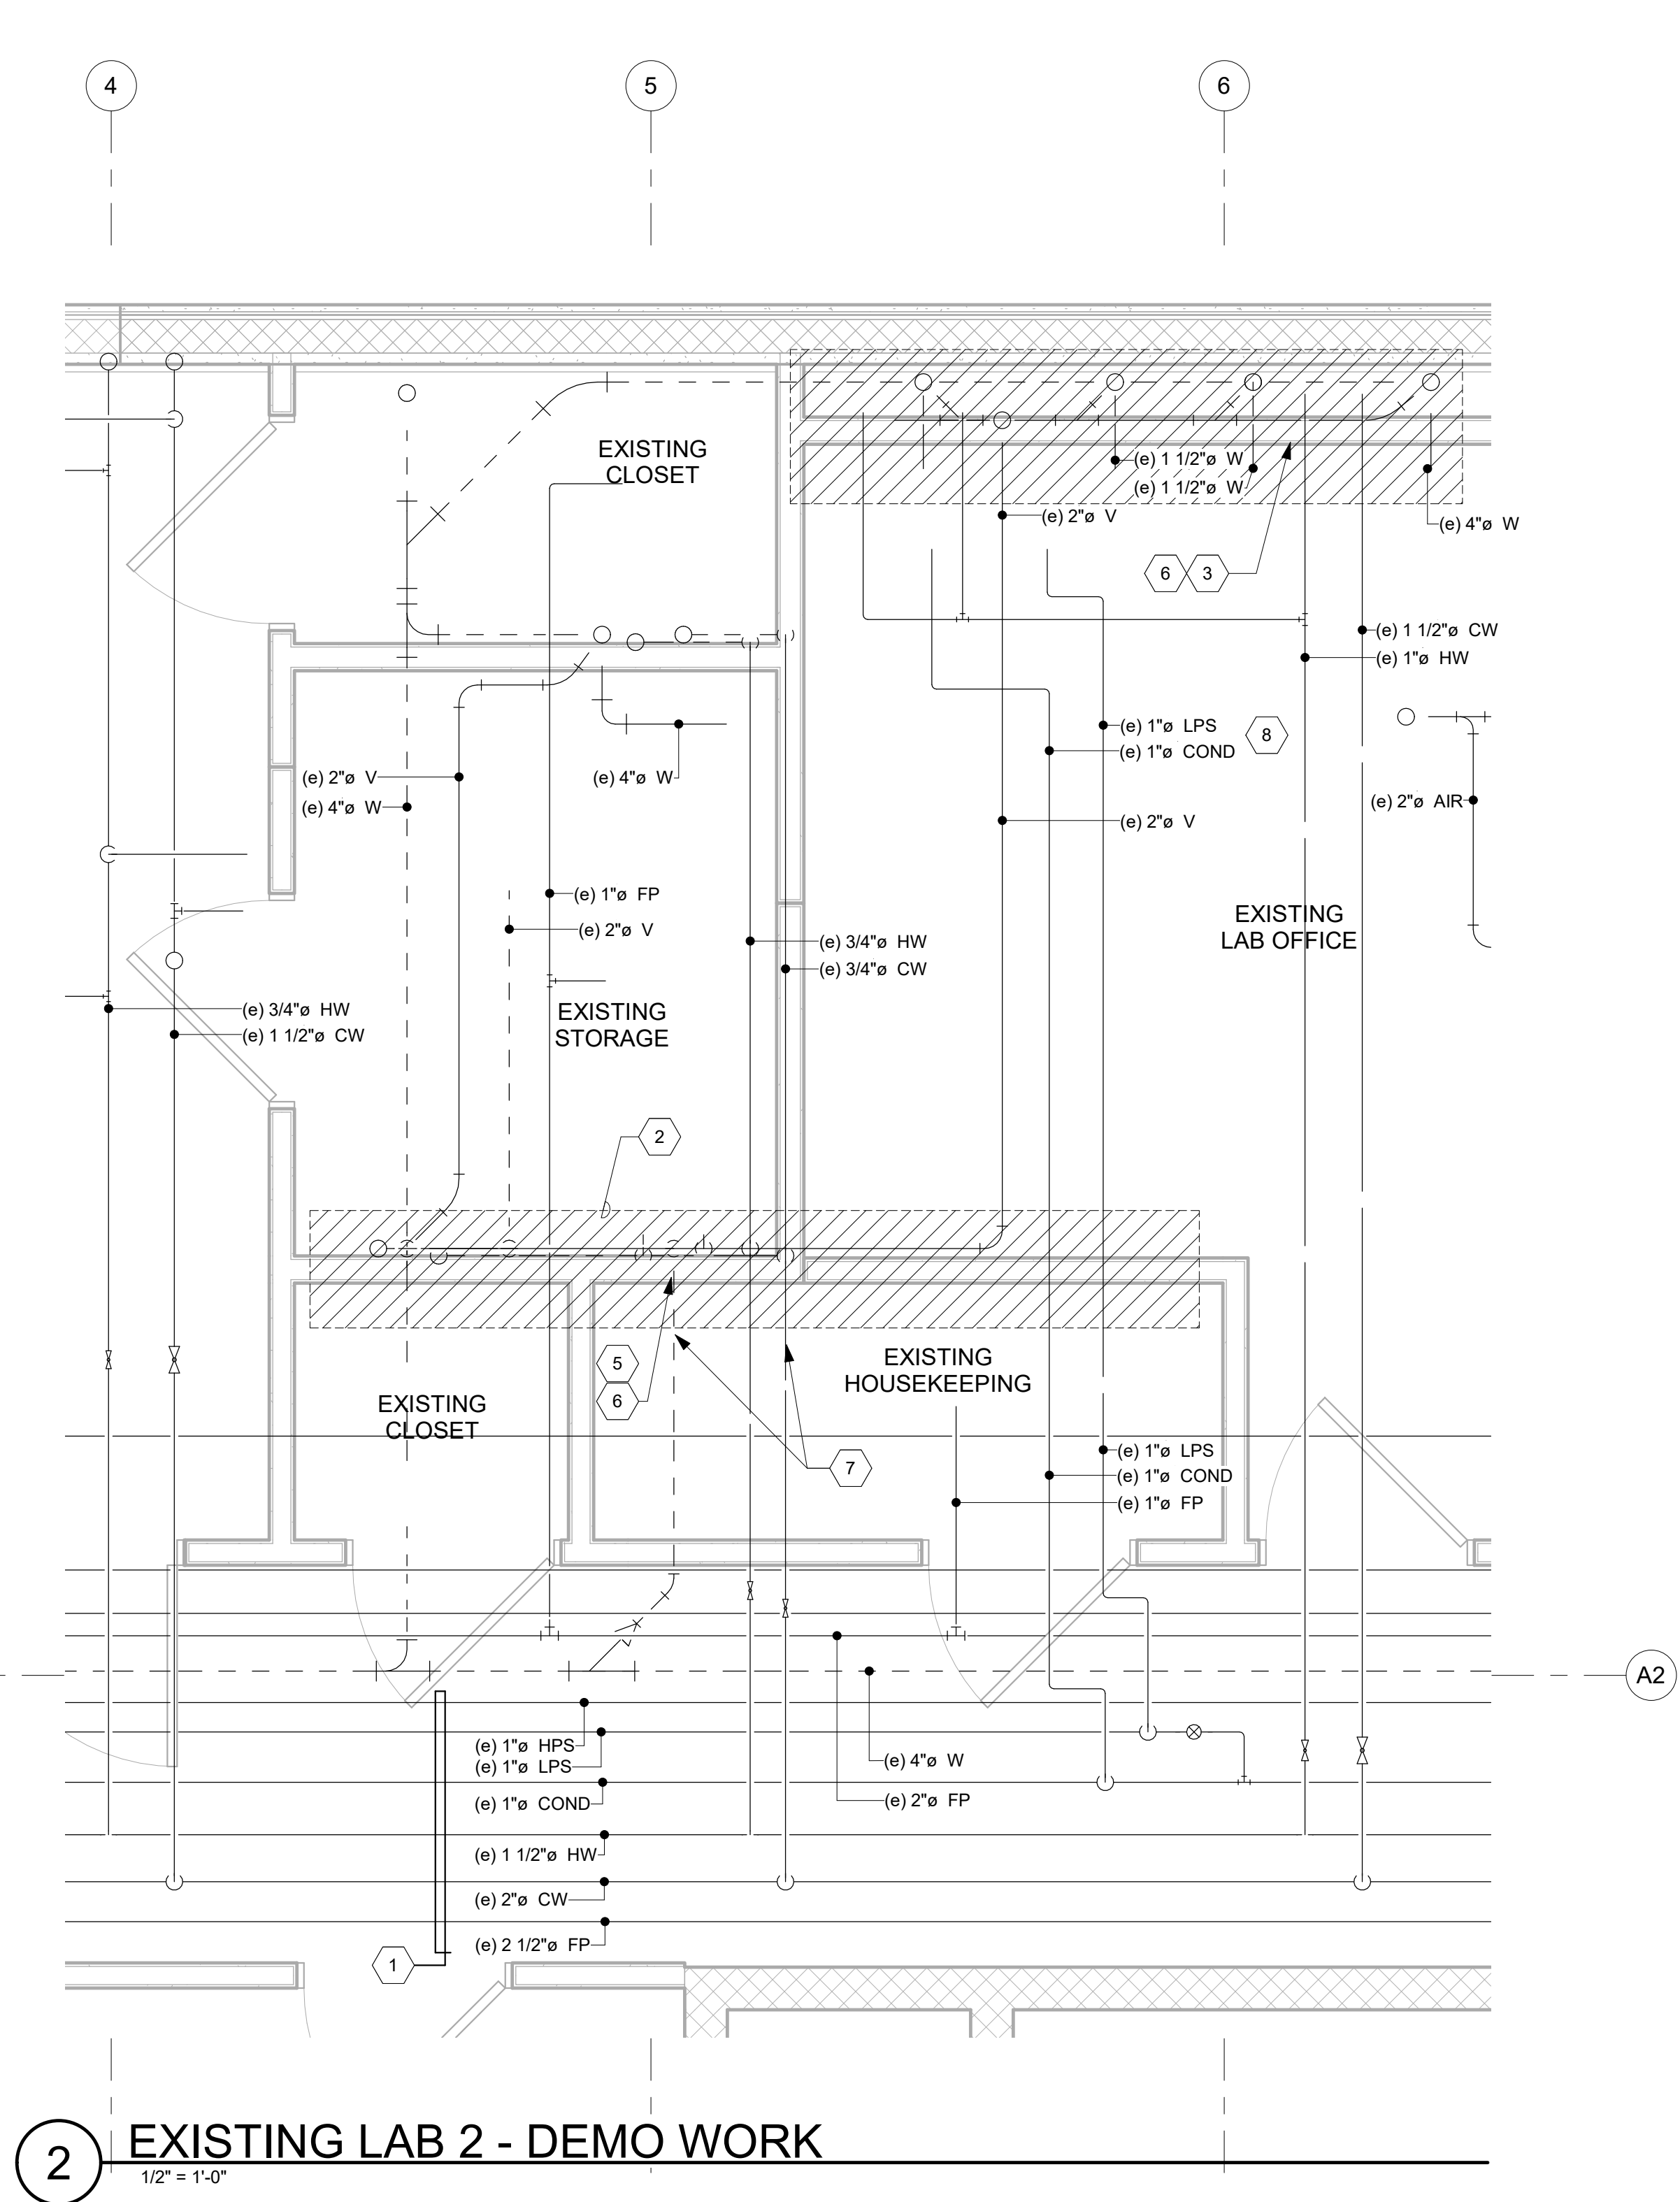 4
5
6
EXISTING
CLOSET
(e) 1 1/2"ø W
(e) 1 1/2"ø W
(e) 2"ø V
(e) 4"ø W
6
3
(e) 1 1/2"ø CW
(e) 1"ø HW
(e) 1"ø LPS
8
(e) 1"ø COND
(e) 2"ø V
(e) 4"ø W
(e) 4"ø W
(e) 2"ø AIR
(e) 2"ø V
(e) 1"ø FP
(e) 2"ø V
EXISTING
LAB OFFICE
(e) 3/4"ø HW
(e) 3/4"ø CW
(e) 3/4"ø HW
(e) 1 1/2"ø CW
EXISTING
STORAGE
2
5
6
EXISTING
HOUSEKEEPING
EXISTING
CLOSET
7
(e) 1"ø LPS
(e) 1"ø COND
(e) 1"ø FP
A2
(e) 1"ø HPS
(e) 1"ø LPS
(e) 4"ø W
(e) 1"ø COND
(e) 2"ø FP
(e) 1 1/2"ø HW
(e) 2"ø CW
(e) 2 1/2"ø FP
1
2
EXISTING LAB 2 - DEMO WORK
1/2" = 1'-0"